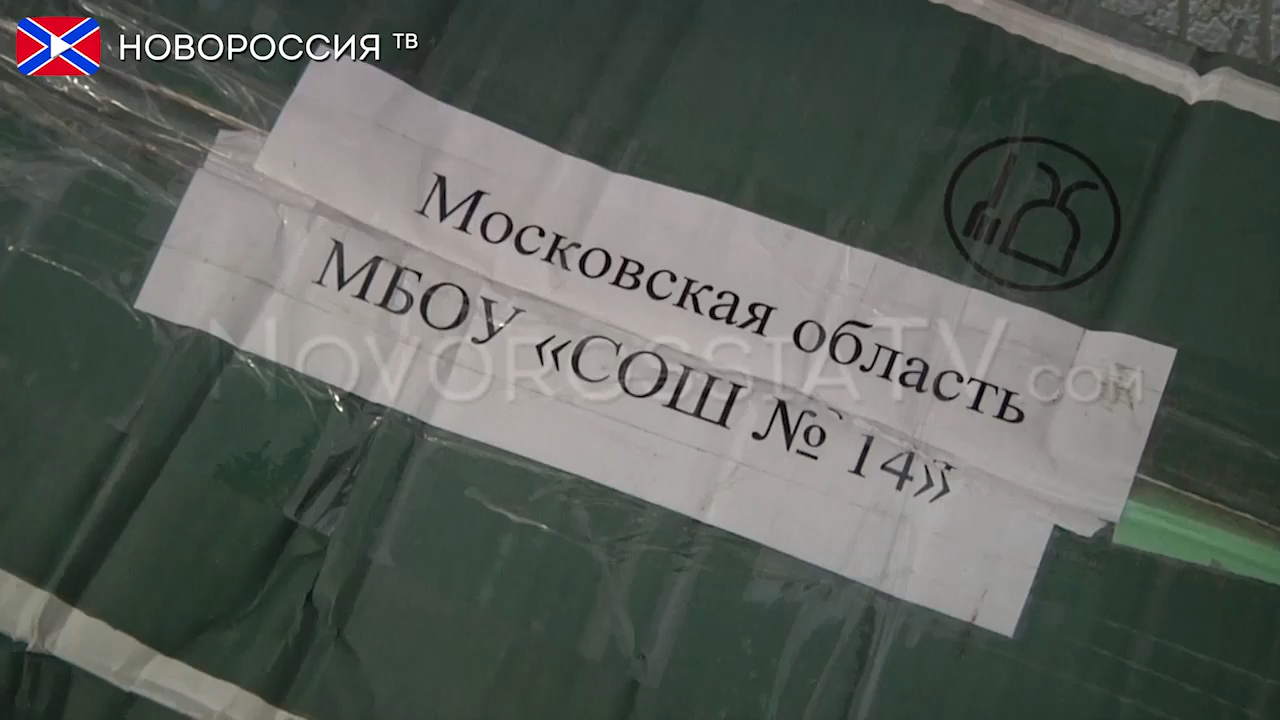 НОВОРОССИЯ ТВ
Московская область
МБОУ «СОШ № 14»
NOVOROSSIATV.COM